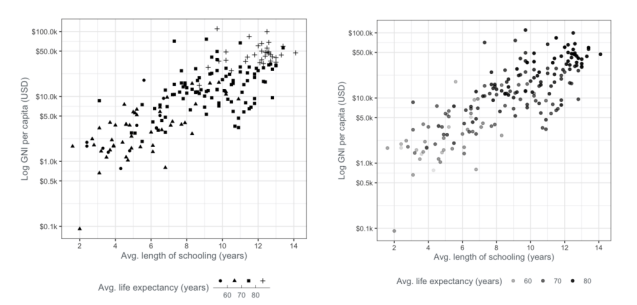 $100.0k
$50.0k
$10.0k
$5.0k
$1.0k
$0.5k
$0.1k
Log GNI per capita (USD)
2 4 6 8 10 12 14
Avg. length of schooling (years)
Avg. life expectancy (years)
60 70 80
$100.0k
$50.0k
$10.0k
$5.0k
$1.0k
$0.5k
$0.1k
Log GNI per capita (USD)
2 4 6 8 10 12 14
Avg. length of schooling (years)
Avg. life expectancy (years) 60 70 80